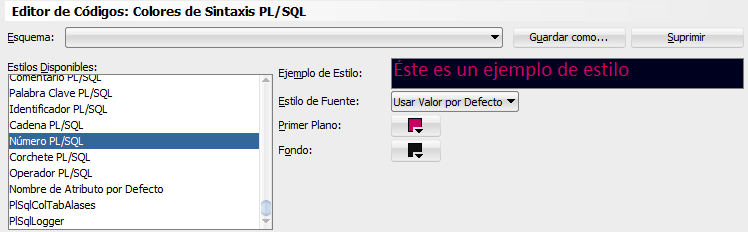 Editor de Códigos: Colores de Sintaxis PL/SQL
Esquema:
Guardar como...
Suprimir
Estilos Disponibles:
Comentario PL/SQL
Palabra Clave PL/SQL
Identificador PL/SQL
Cadena PL/SQL
Número PL/SQL
Corchete PL/SQL
Operador PL/SQL
Nombre de Atributo por Defecto
PlSqlColTabAlases
PlSqlLogger
Ejemplo de Estilo:
Éste es un ejemplo de estilo
Estilo de Fuente:
Usar Valor por Defecto
Primer Plano:
Fondo: